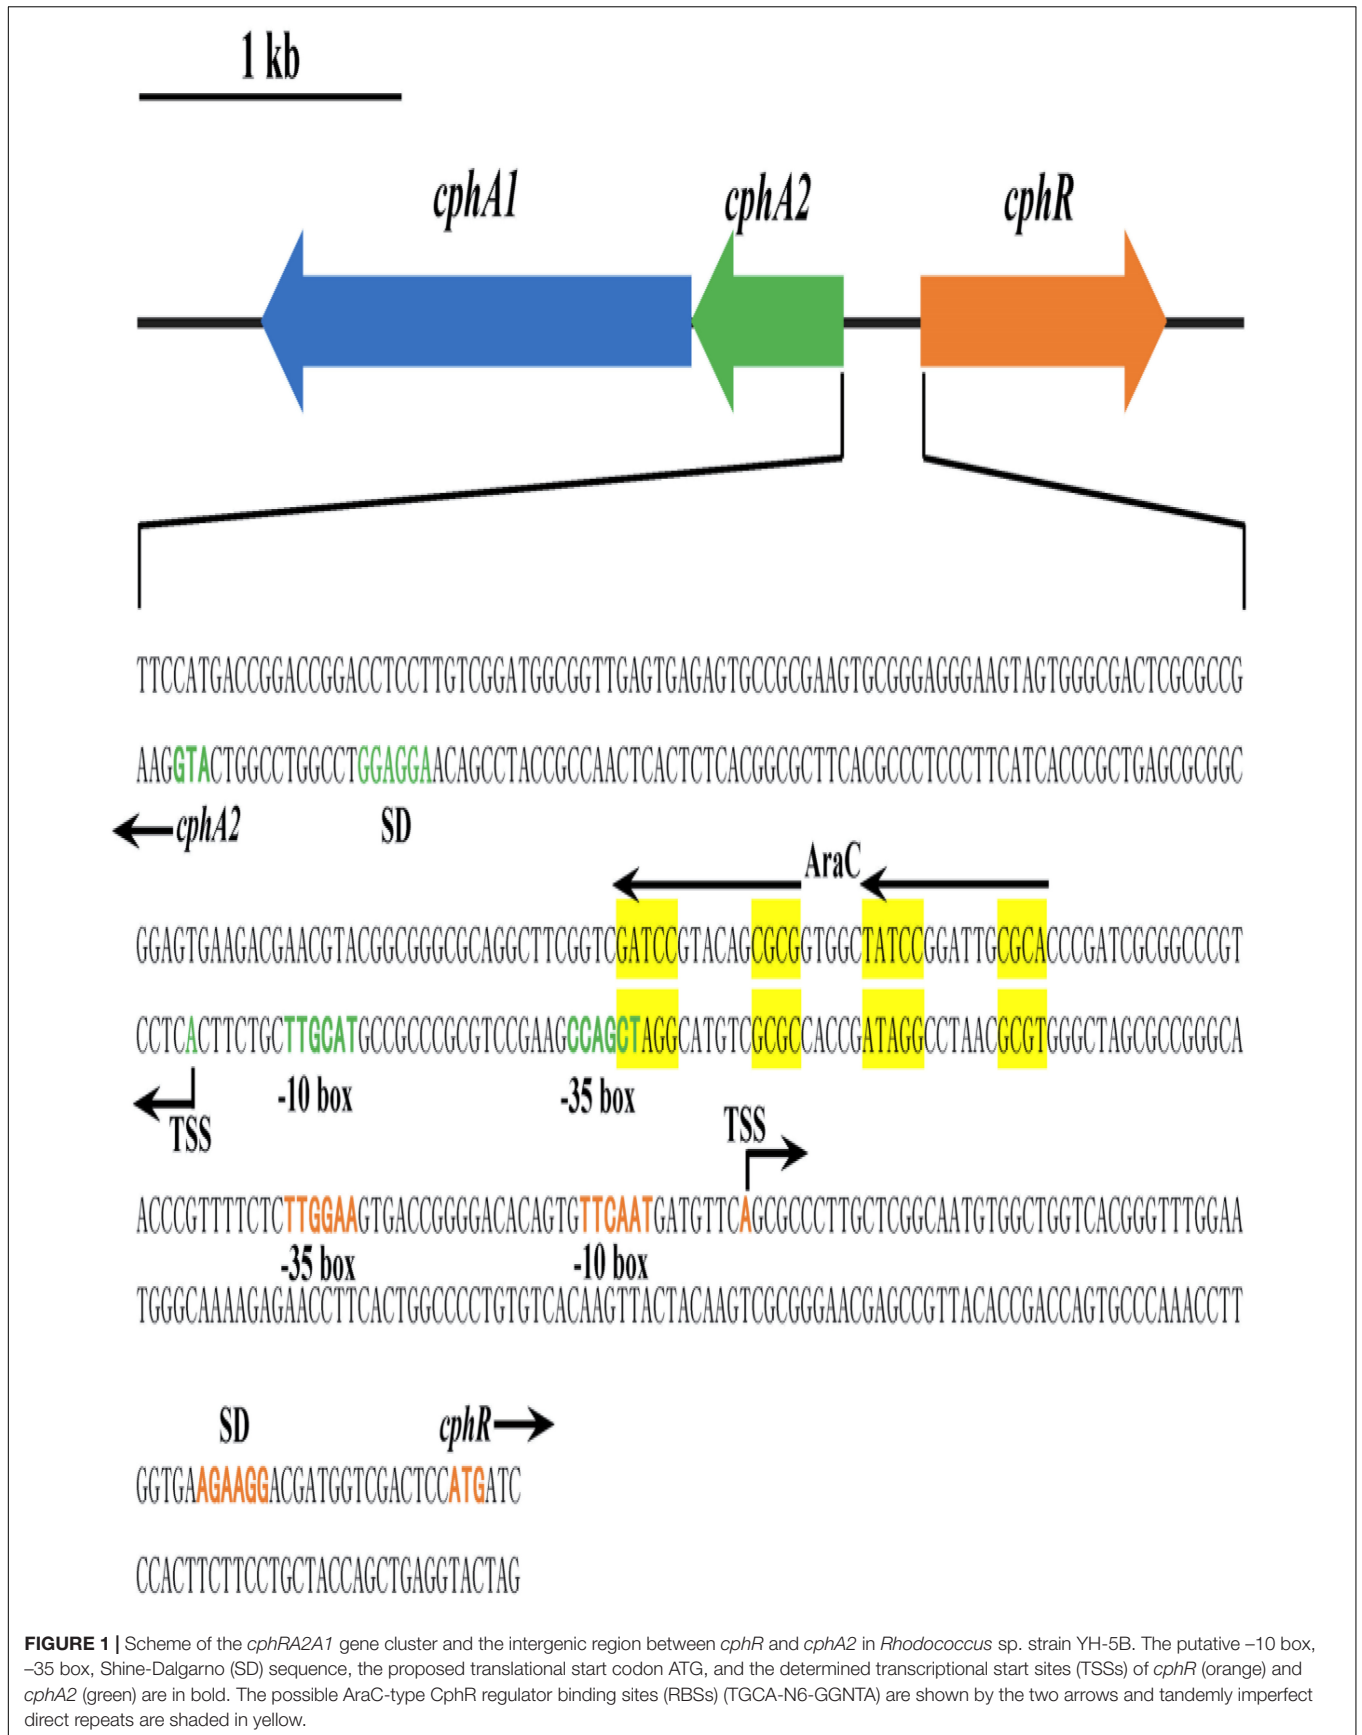 1 kb
cphA1 cphA2 cphR
TTCCATGACCGGACCGGACCTCCTTGTCGGATGGCGGTTGAGTGAGAGTGCCGCGAAGTGCGGGAGGGAAGTAGTGGGCGACTCGCGCCG
AAGGTACTGGCCTGGCCTGGAGGAACAGCCTACCGCCAACTCACTCTCACGGCGCTTCACGCCCTCCCTTCATCACCCGCTGAGCGCGGC
cphA2 SD
AraC
GGAGTGAAGACGAACGTACGGCGGGCGCAGGCTTCGGTCGATCCGTACAGCGCGGTGGCTATCCGGATTGCGCACCCGATCGCGGCCCGT
CCTCACTTCTGCTTGCATGCCGCCCGCGTCCGAAGCCAGCTAGGCATGTCGCGCCACCGATAGGCCTAACGCGTGGGCTAGCGCCGGGCA
-10 box -35 box
TSS TSS
ACCCGTTTTCTCTTGGAAGTGACCGGGGACACAGTGTTCAATGATGTTCAGCGCCCTTGCTCGGCAATGTGGCTGGTCACGGGTTTGGAA
-35 box -10 box
TGGGCAAAAGAGAACCTTCACTGGCCCCTGTGTCACAAGTTACTACAAGTCGCGGGAACGAGCCGTTACACCGACCAGTGCCCAAACCTT
SD cphR
GGTGAAGAAGGACGATGGTCGACTCCATGATC
CCACTTCTTCCTGCTACCAGCTGAGGTACTAG
FIGURE 1 | Scheme of the cphRA2A1 gene cluster and the intergenic region between cphR and cphA2 in Rhodococcus sp. strain YH-5B. The putative –10 box,
–35 box, Shine-Dalgarno (SD) sequence, the proposed translational start codon ATG, and the determined transcriptional start sites (TSSs) of cphR (orange) and
cphA2 (green) are in bold. The possible AraC-type CphR regulator binding sites (RBSs) (TGCA-N6-GGNTA) are shown by the two arrows and tandemly imperfect
direct repeats are shaded in yellow.